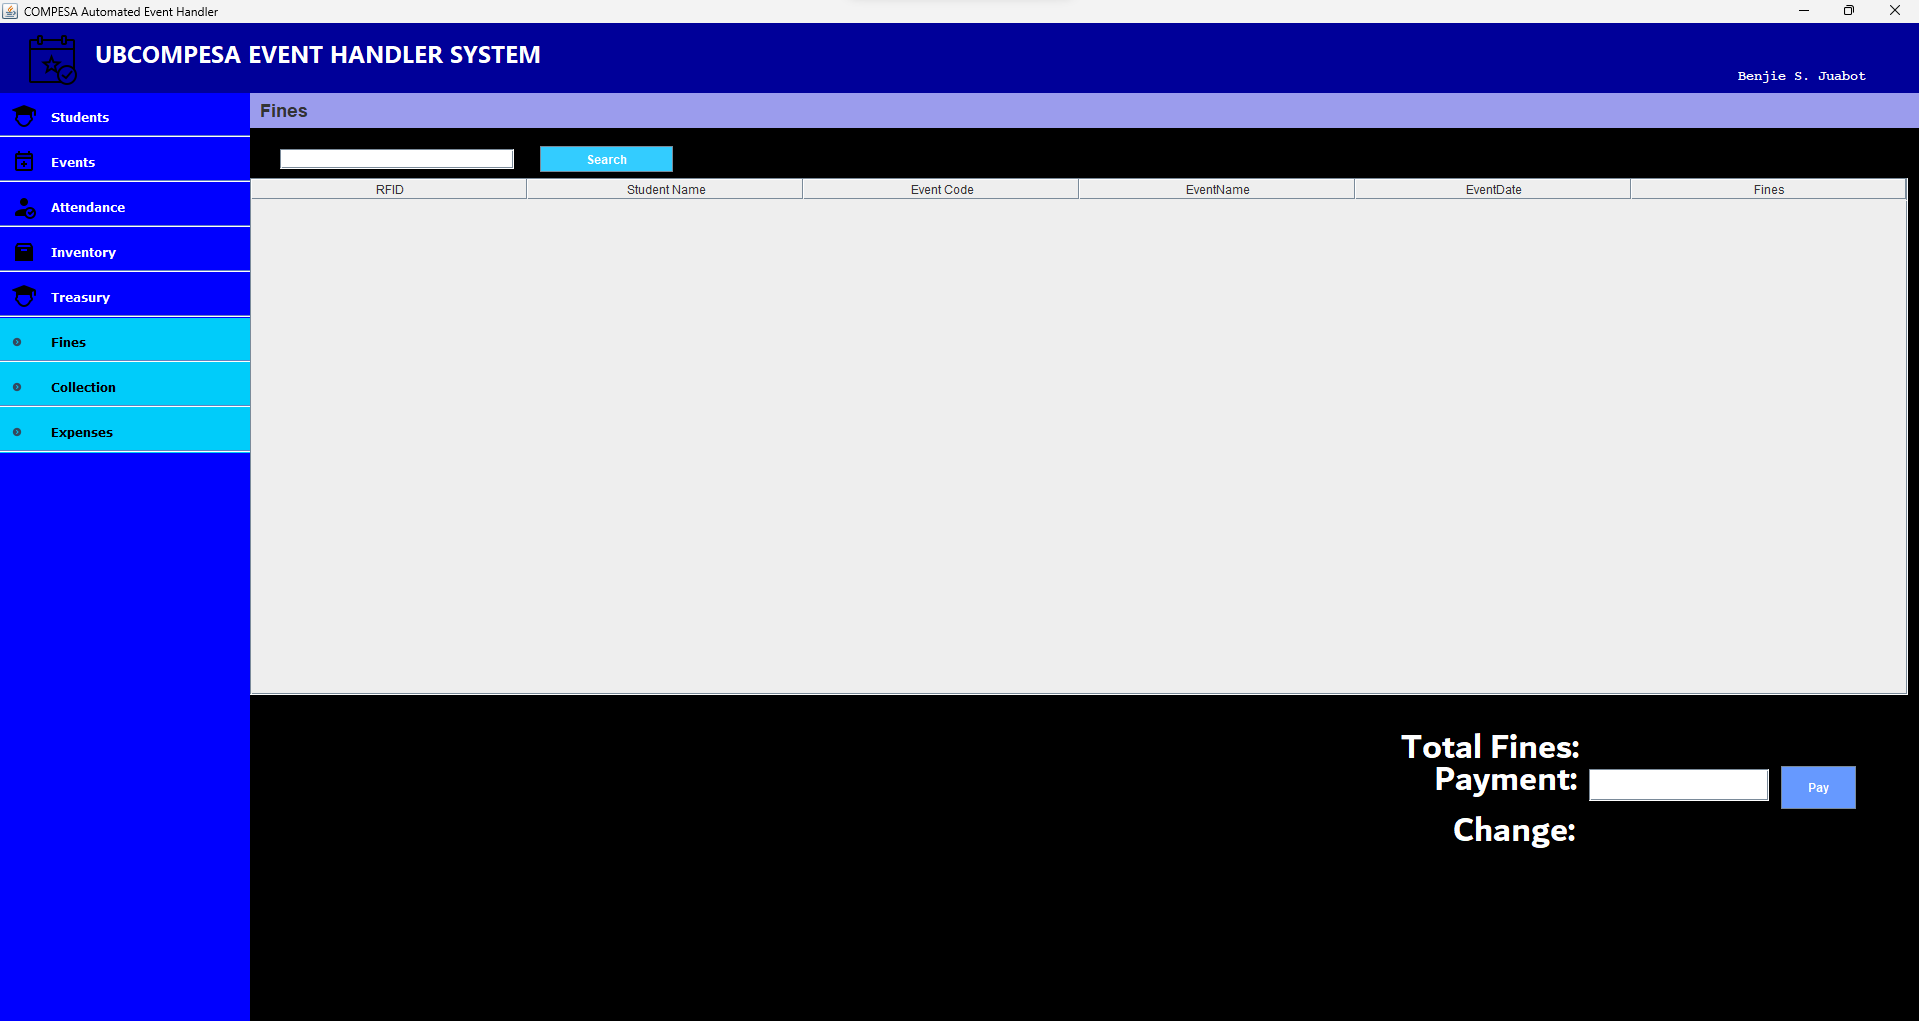 COMPESA Automated Event Handler
UBCOMPESA EVENT HANDLER SYSTEM
Benjie S. Juabot
Students
Events
Attendance
Inventory
Treasury
Fines
Collection
Expenses
Fines
Search
RFID Student Name Event Code EventName EventDate Fines
Total Fines:
Payment:
Pay
Change: